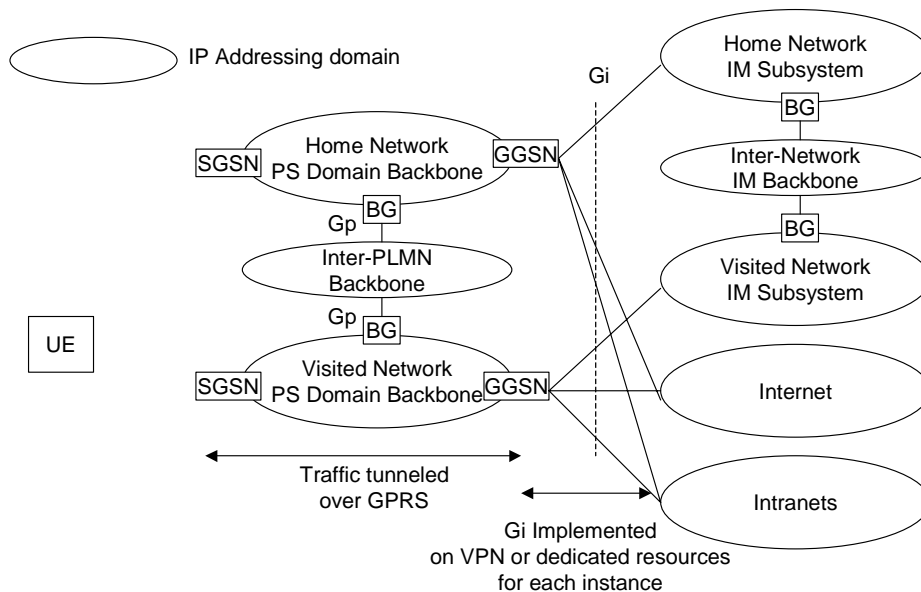 IP Addressing domain
Home Network
IM Subsystem
Gi
BG
SGSN
Home Network
PS Domain Backbone
GGSN
Inter-Network
IM Backbone
BG
Gp
BG
Inter-PLMN
Backbone
Visited Network
IM Subsystem
Gp
BG
UE
SGSN
Visited Network
PS Domain Backbone
GGSN
Internet
Traffic tunneled
over GPRS
Intranets
Gi Implemented
on VPN or dedicated resources
for each instance